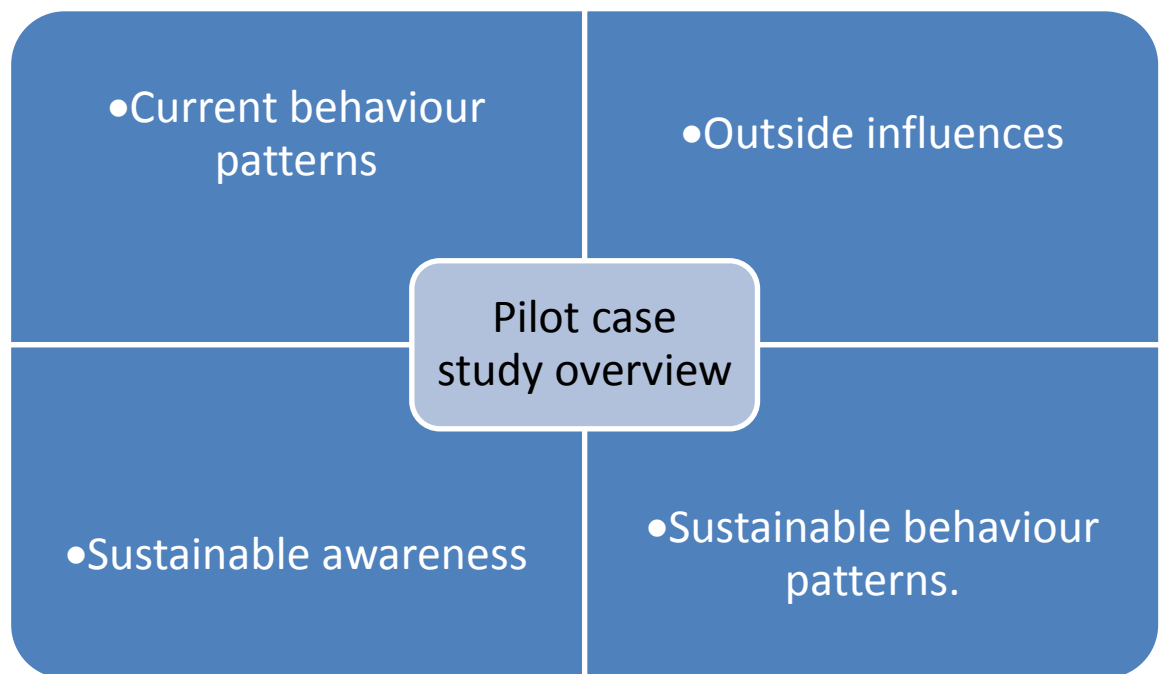 •Current behaviour
patterns
•Outside influences
Pilot case
study overview
•Sustainable awareness
•Sustainable behaviour
patterns.